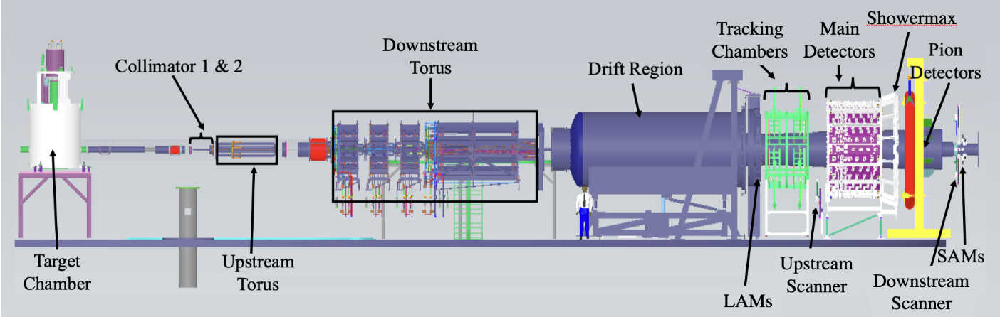 Showermax
Tracking
Chambers
Main
Detectors
Downstream
Torus
Pion
Detectors
Collimator 1 & 2
Drift Region
Target
Chamber
Upstream
Torus
Upstream
Scanner
SAMs
Downstream
Scanner
LAMs